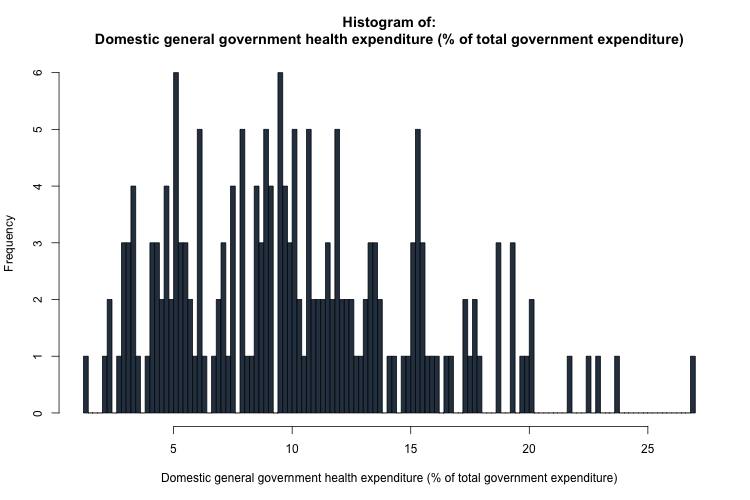 Histogram of:
Domestic general government health expenditure (% of total government expenditure)
Frequency
6
5
4
3
2
1
0
5 10 15 20 25
Domestic general government health expenditure (% of total government expenditure)